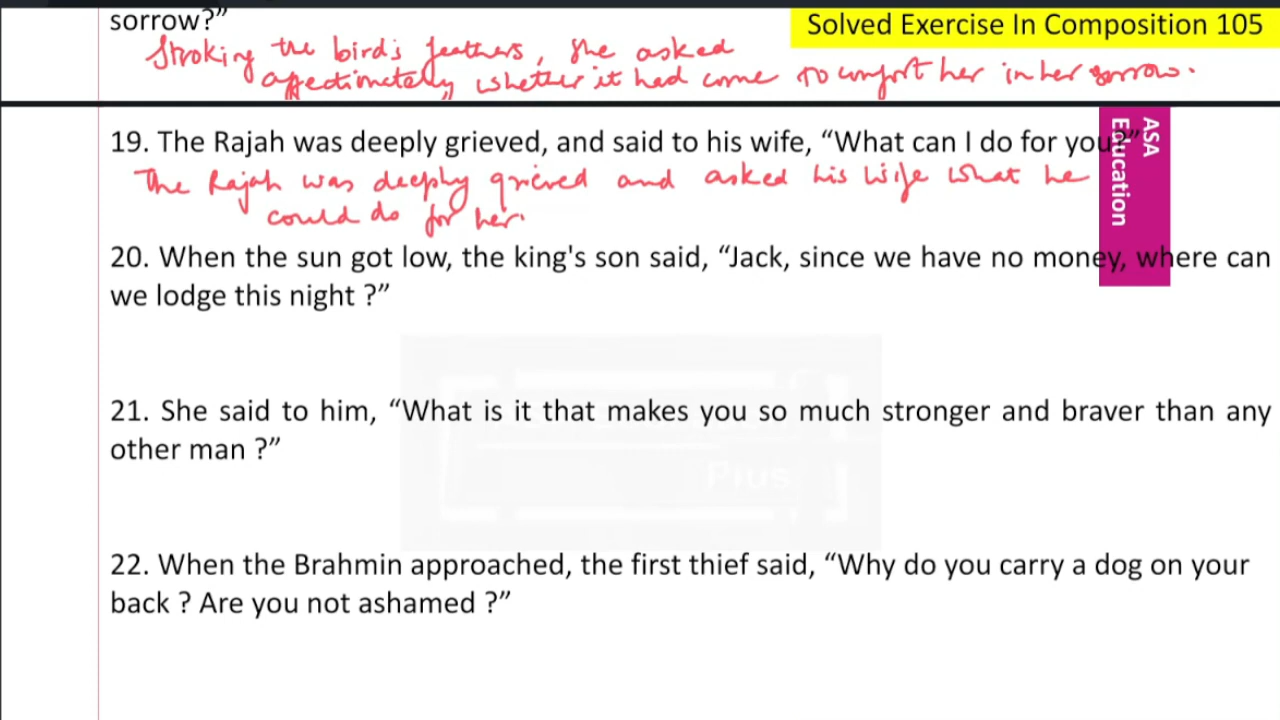 sorrow?”
Solved Exercise In Composition 105
Stroking the bird's feathers, she asked
affectionately, whether it had come to comfort her in her sorrow.
19. The Rajah was deeply grieved, and said to his wife, “What can I do for you?”
ASA
Education
The Rajah was deeply grieved and asked his wife what he
could do for her.
20. When the sun got low, the king's son said, “Jack, since we have no money, where can
we lodge this night ?”
21. She said to him, “What is it that makes you so much stronger and braver than any
other man ?”
Plus
22. When the Brahmin approached, the first thief said, “Why do you carry a dog on your
back ? Are you not ashamed ?”